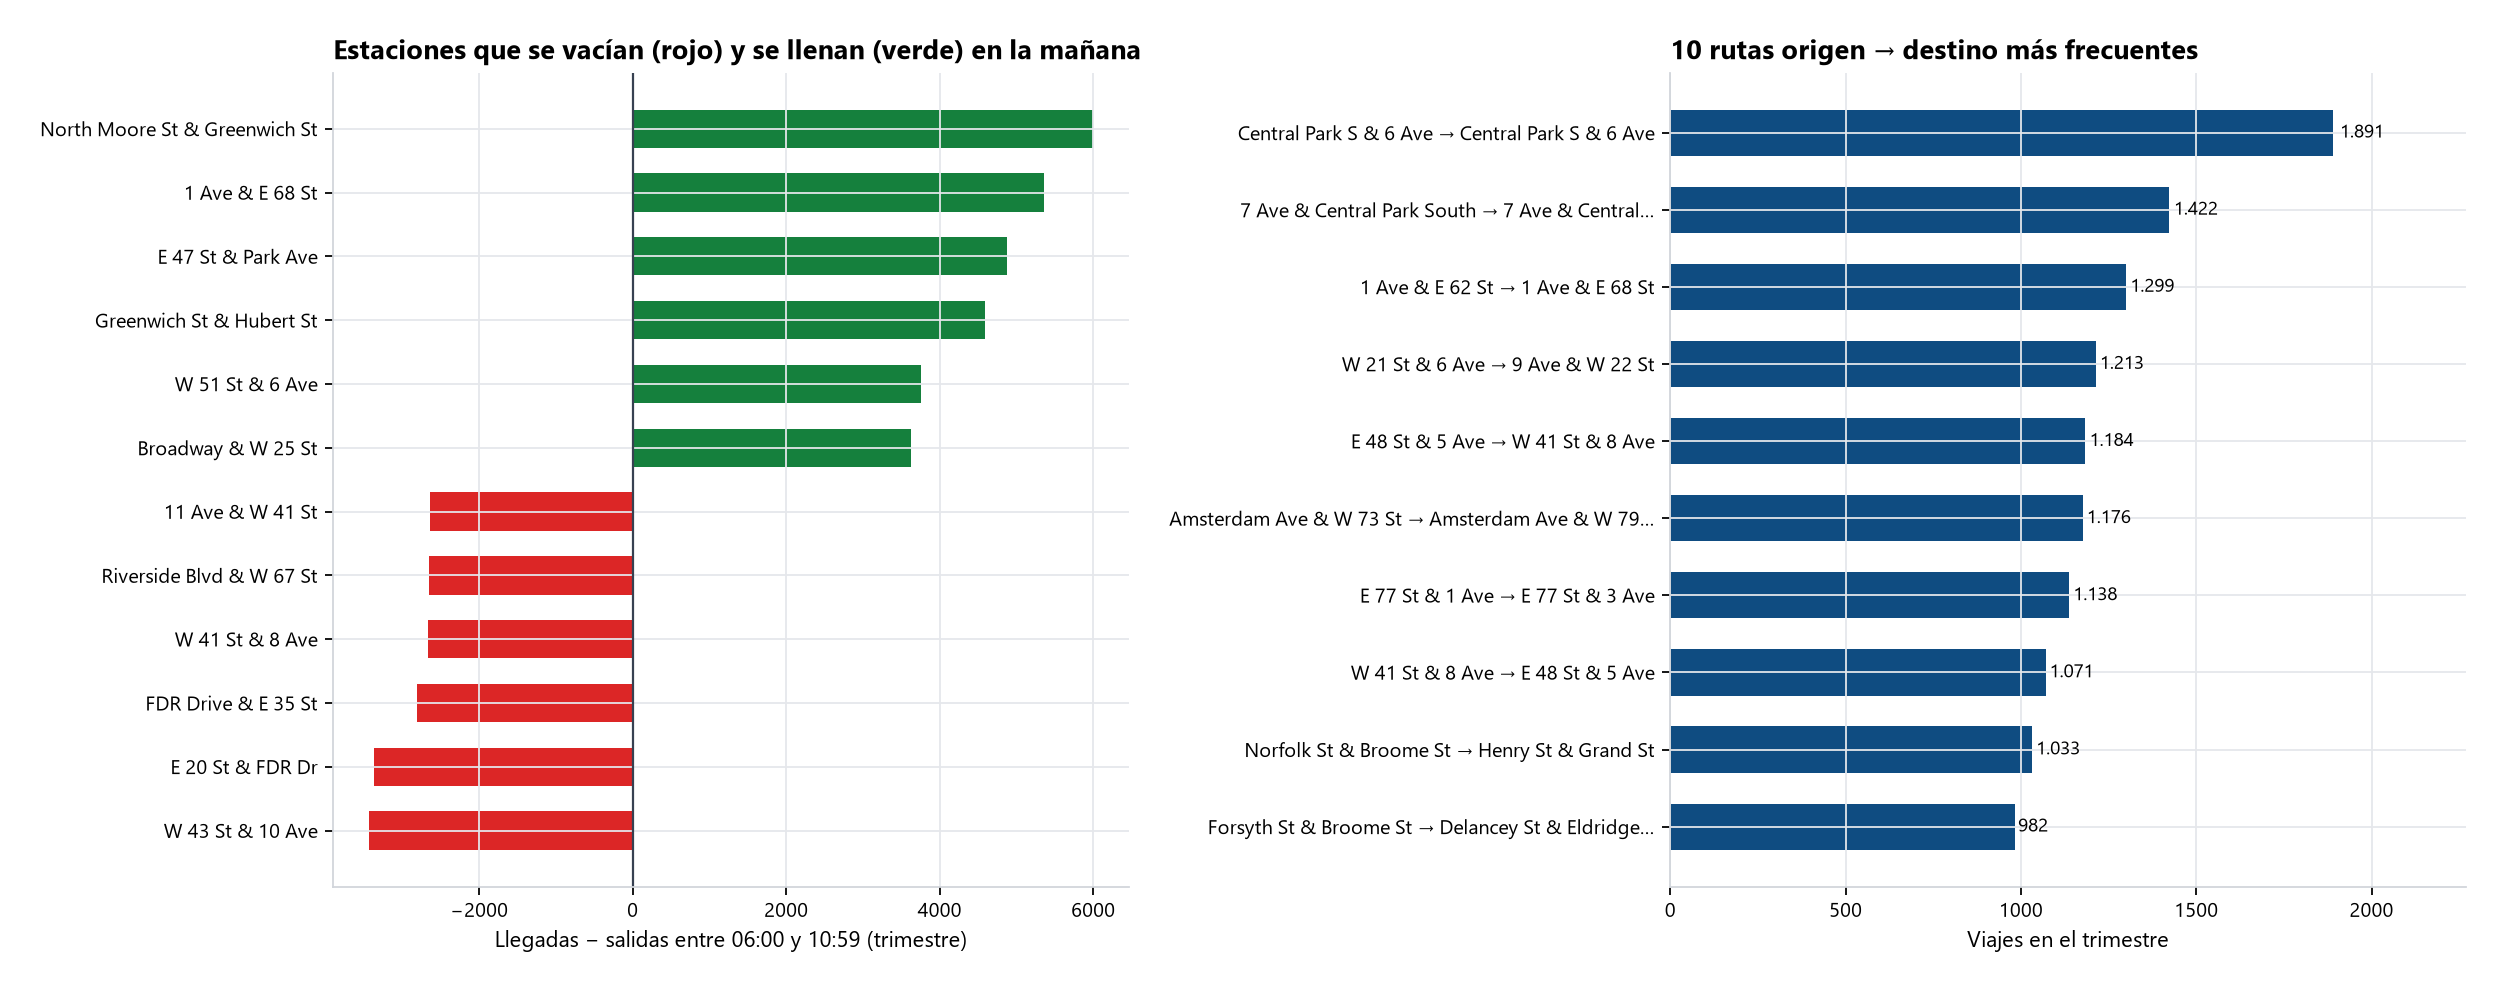 Estaciones que se vacían (rojo) y se llenan (verde) en la mañana
North Moore St & Greenwich St
1 Ave & E 68 St
E 47 St & Park Ave
Greenwich St & Hubert St
W 51 St & 6 Ave
Broadway & W 25 St
11 Ave & W 41 St
Riverside Blvd & W 67 St
W 41 St & 8 Ave
FDR Drive & E 35 St
E 20 St & FDR Dr
W 43 St & 10 Ave
−2000 0 2000 4000 6000
Llegadas − salidas entre 06:00 y 10:59 (trimestre)
10 rutas origen → destino más frecuentes
Central Park S & 6 Ave → Central Park S & 6 Ave 1.891
7 Ave & Central Park South → 7 Ave & Central... 1.422
1 Ave & E 62 St → 1 Ave & E 68 St 1.299
W 21 St & 6 Ave → 9 Ave & W 22 St 1.213
E 48 St & 5 Ave → W 41 St & 8 Ave 1.184
Amsterdam Ave & W 73 St → Amsterdam Ave & W 79... 1.176
E 77 St & 1 Ave → E 77 St & 3 Ave 1.138
W 41 St & 8 Ave → E 48 St & 5 Ave 1.071
Norfolk St & Broome St → Henry St & Grand St 1.033
Forsyth St & Broome St → Delancey St & Eldridge... 982
0 500 1000 1500 2000
Viajes en el trimestre